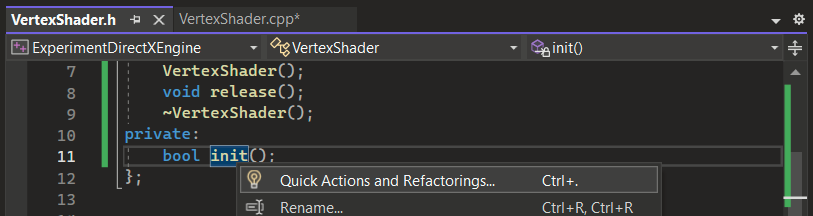 VertexShader.h VertexShader.cpp*
ExperimentDirectXEngine VertexShader init()
7 VertexShader();
8 void release();
9 ~VertexShader();
10 private:
11 bool init();
12 };
Quick Actions and Refactorings... Ctrl+.
13
Rename... Ctrl+R, Ctrl+R